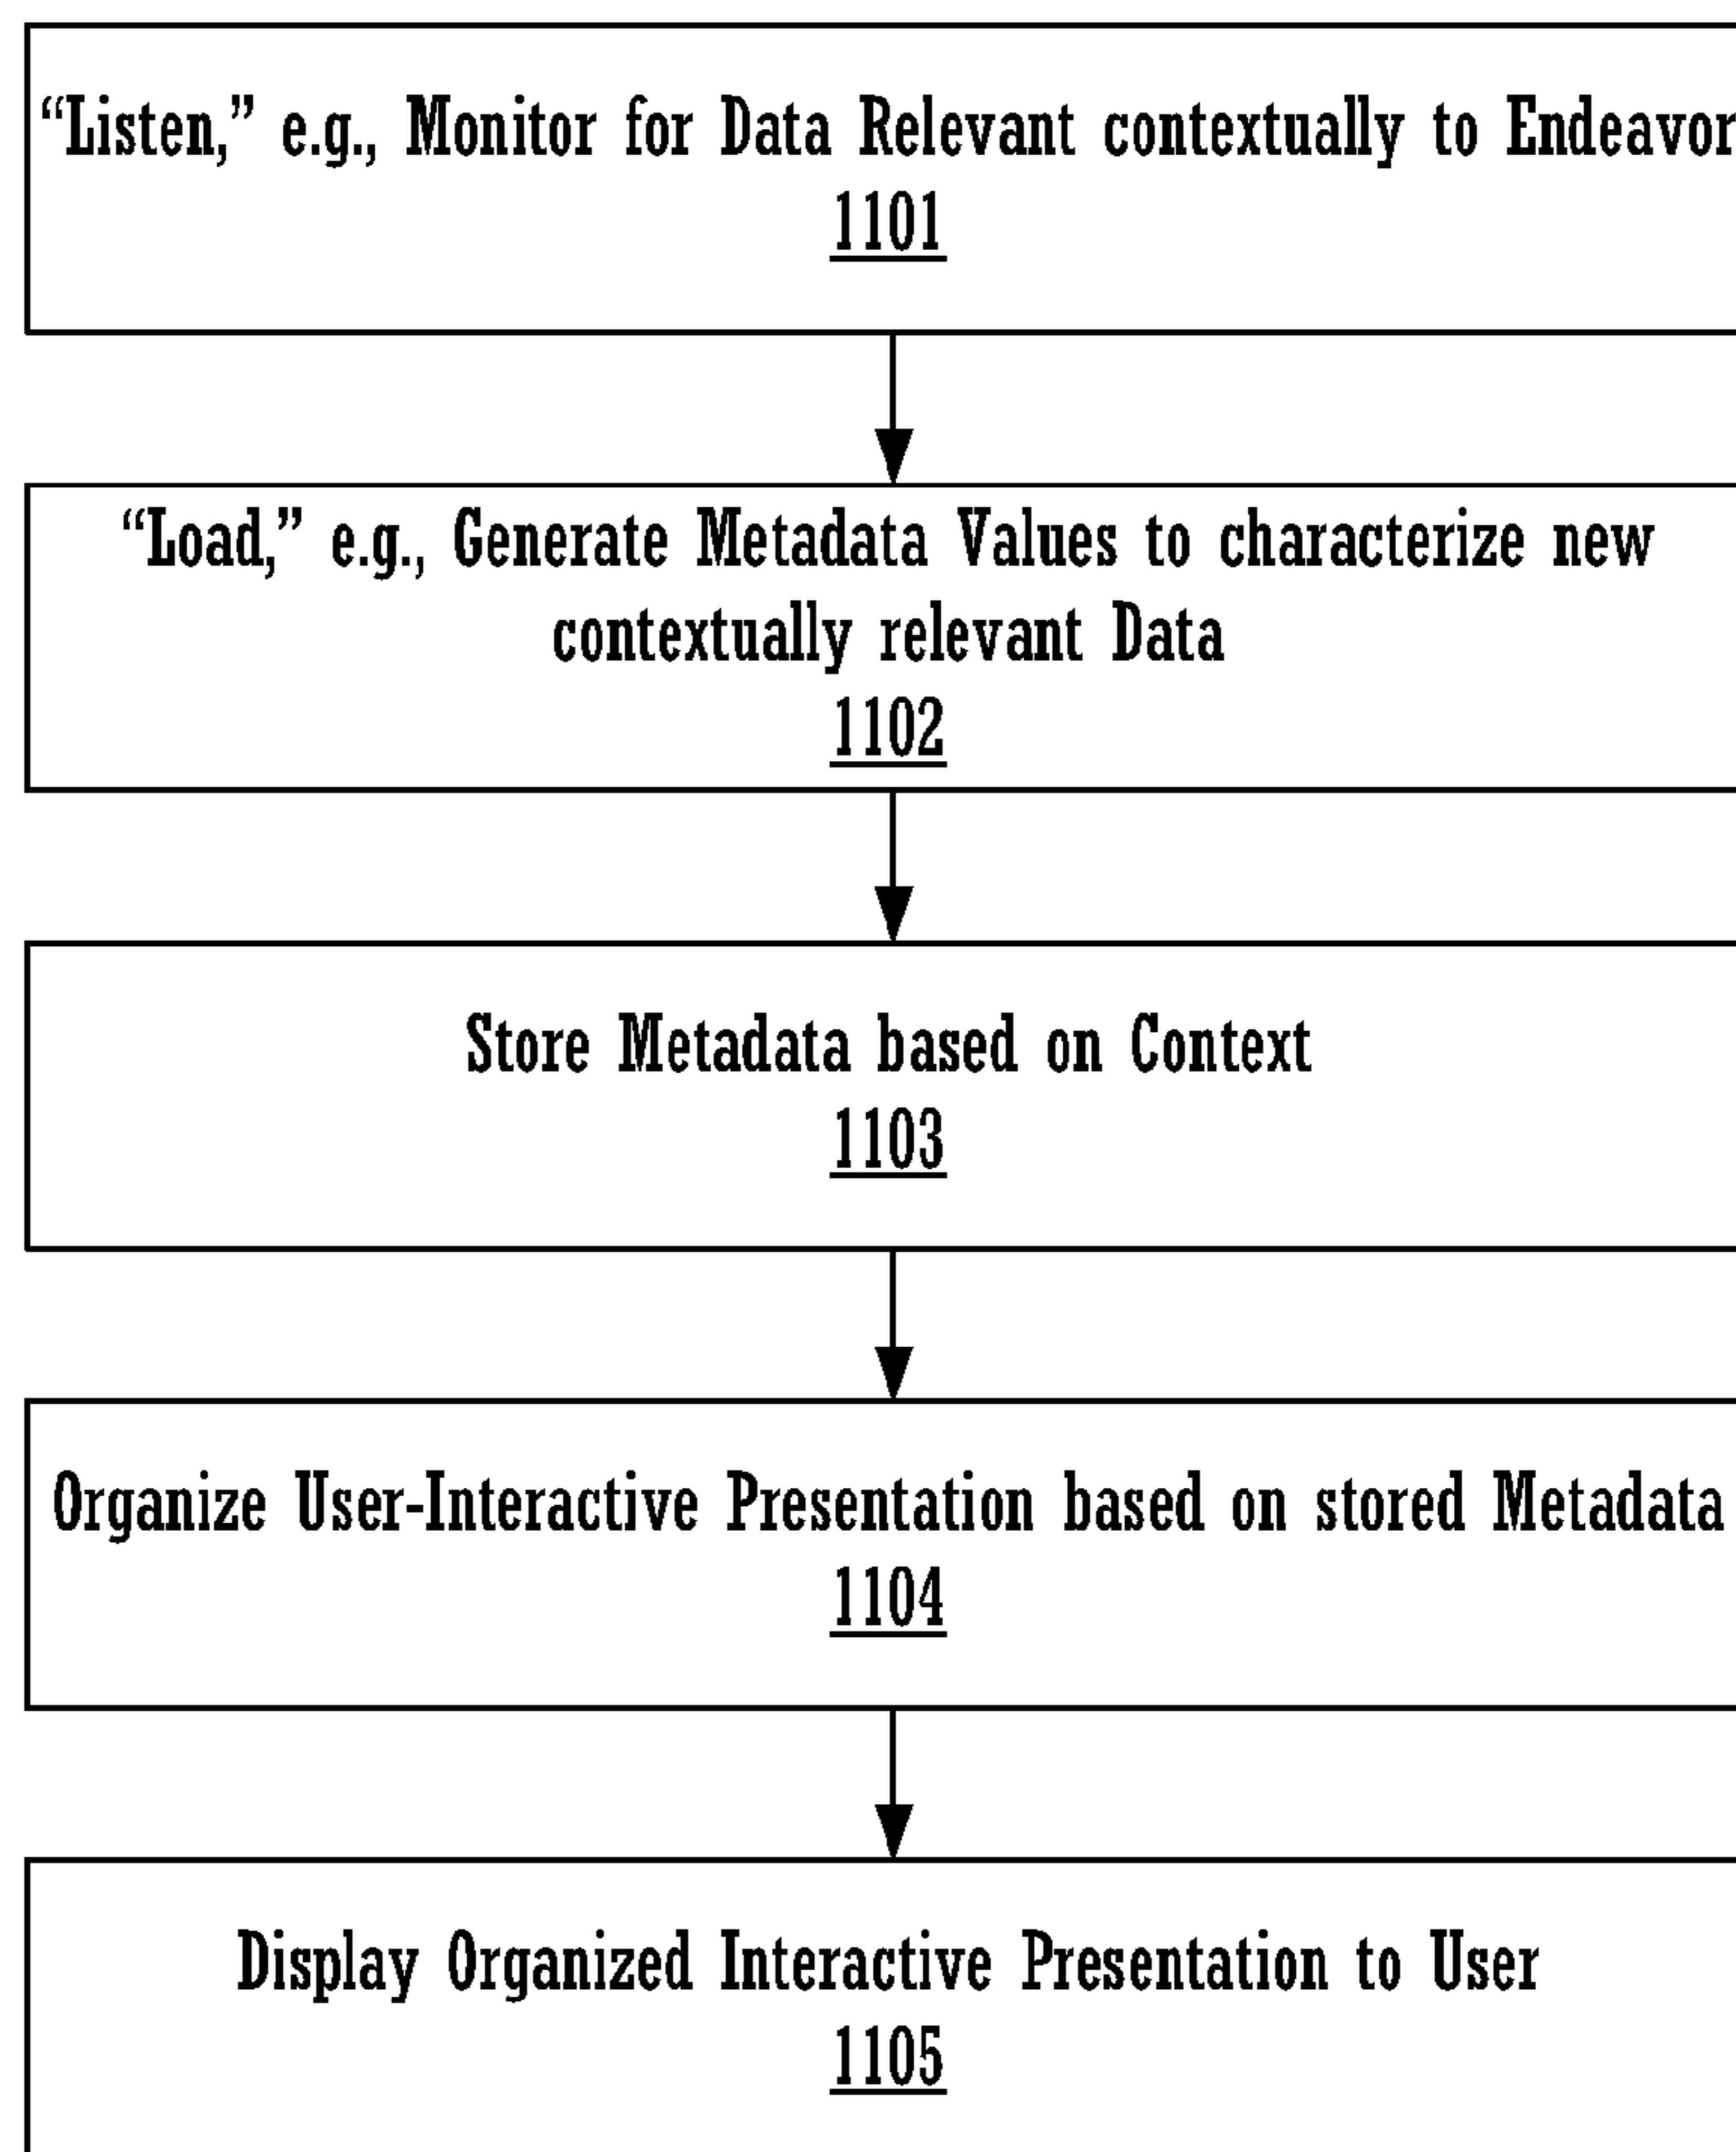 “Listen,” e.g., Monitor for Data Relevant contextually to Endeavor
1101
“Load,” e.g., Generate Metadata Values to characterize new
contextually relevant Data
1102
Store Metadata based on Context
1103
Organize User-Interactive Presentation based on stored Metadata
1104
Display Organized Interactive Presentation to User
1105